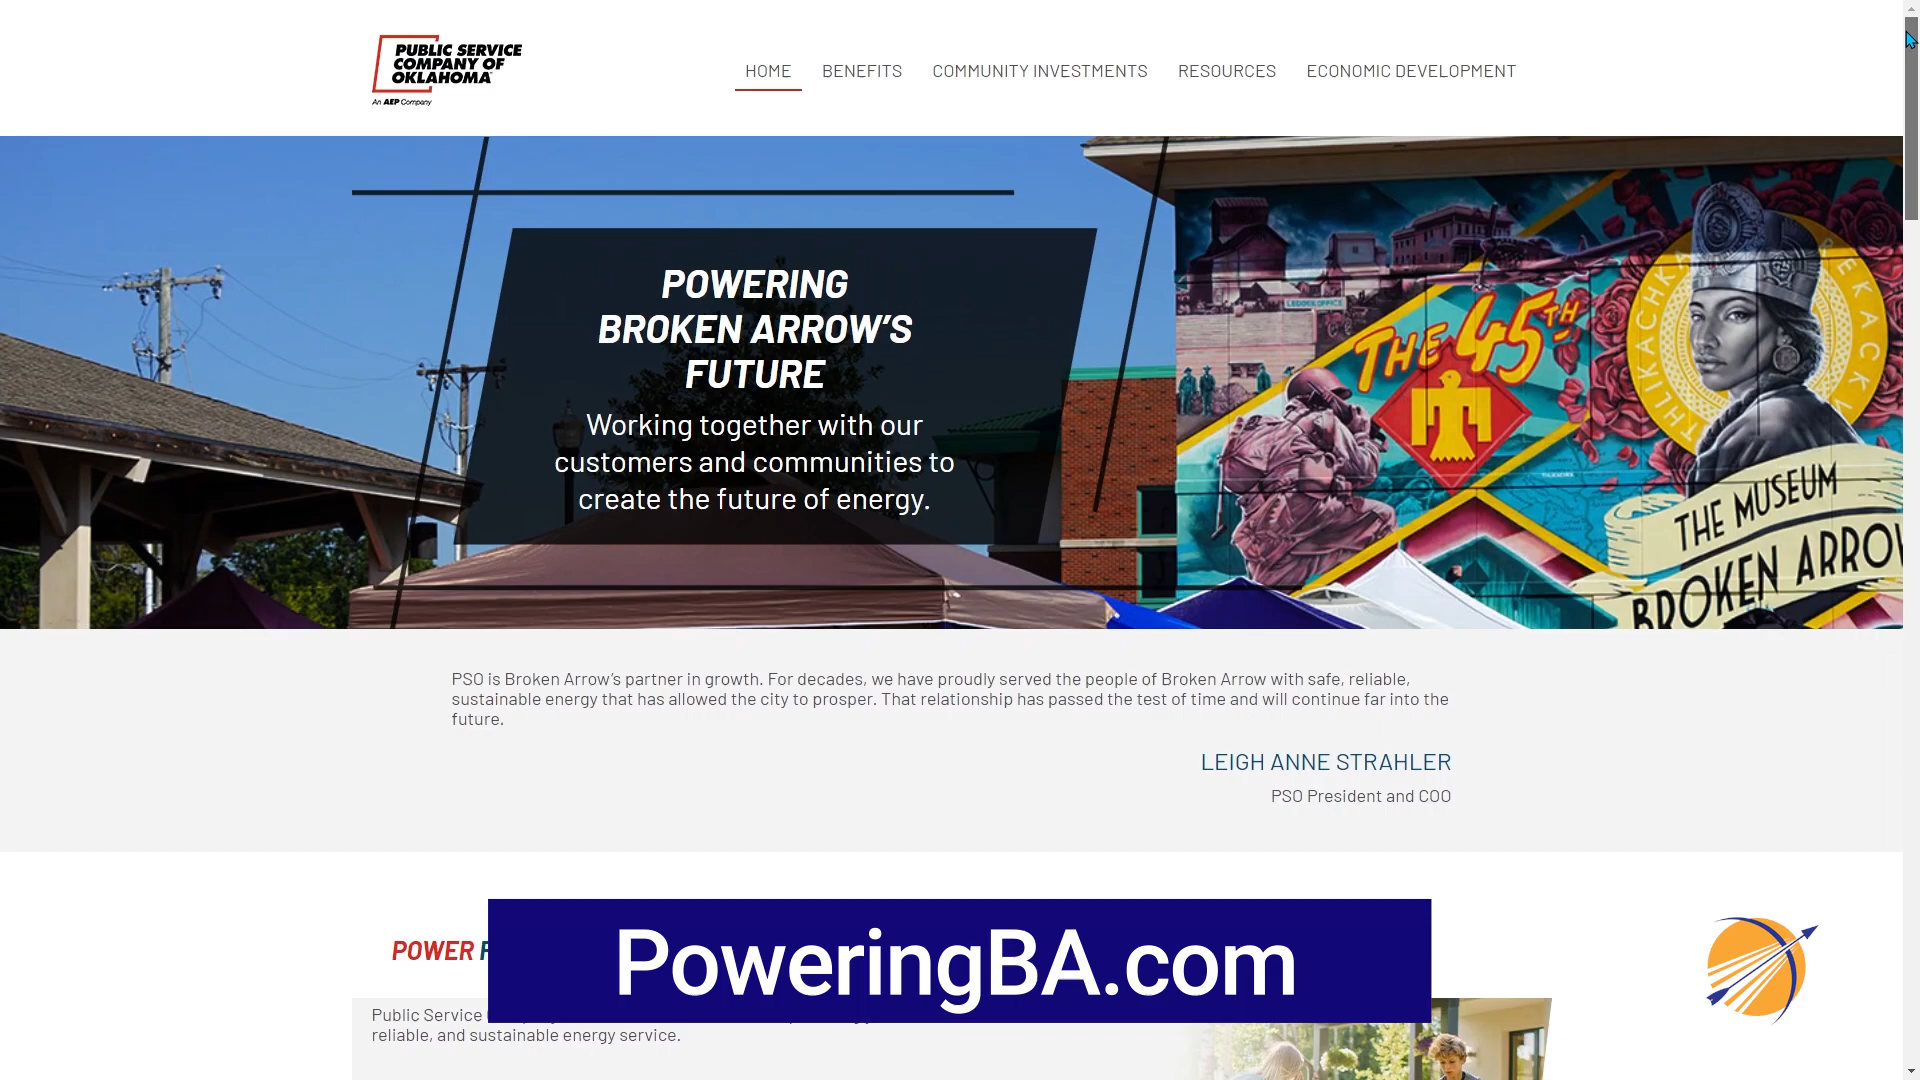 PUBLIC SERVICE
COMPANY OF
OKLAHOMA
An AEP Company
HOME BENEFITS COMMUNITY INVESTMENTS RESOURCES ECONOMIC DEVELOPMENT
POWERING
BROKEN ARROW'S
FUTURE
Working together with our
customers and communities to
create the future of energy.
LEDGER OFFICE
THE 45TH
THLIKACHKA
THE MUSEUM
BROKEN ARROW
PSO is Broken Arrow's partner in growth. For decades, we have proudly served the people of Broken Arrow with safe, reliable,
sustainable energy that has allowed the city to prosper. That relationship has passed the test of time and will continue far into the
future.
LEIGH ANNE STRAHLER
PSO President and COO
POWER
PoweringBA.com
Public Service
reliable, and sustainable energy service.